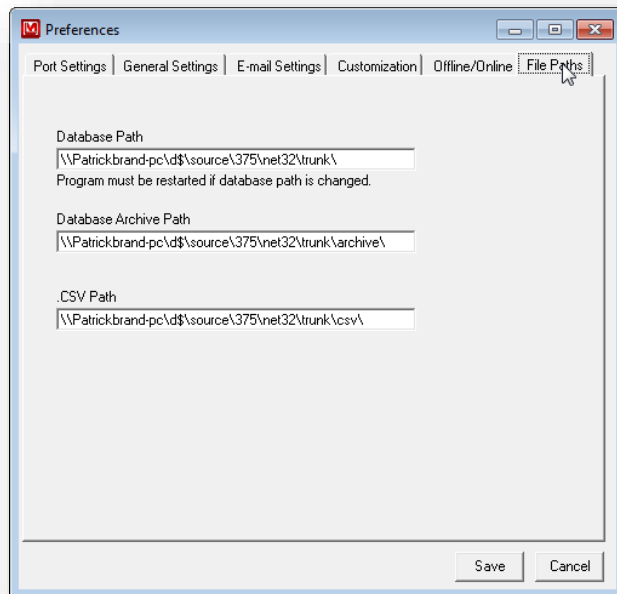 Preferences
Port Settings General Settings E-mail Settings Customization Offline/Online File Paths
Database Path
\\Patrickbrand-pc\d$\source\375\net32\trunk\
Program must be restarted if database path is changed.
Database Archive Path
\\Patrickbrand-pc\d$\source\375\net32\trunk\archive\
.CSV Path
\\Patrickbrand-pc\d$\source\375\net32\trunk\csv\
Save Cancel